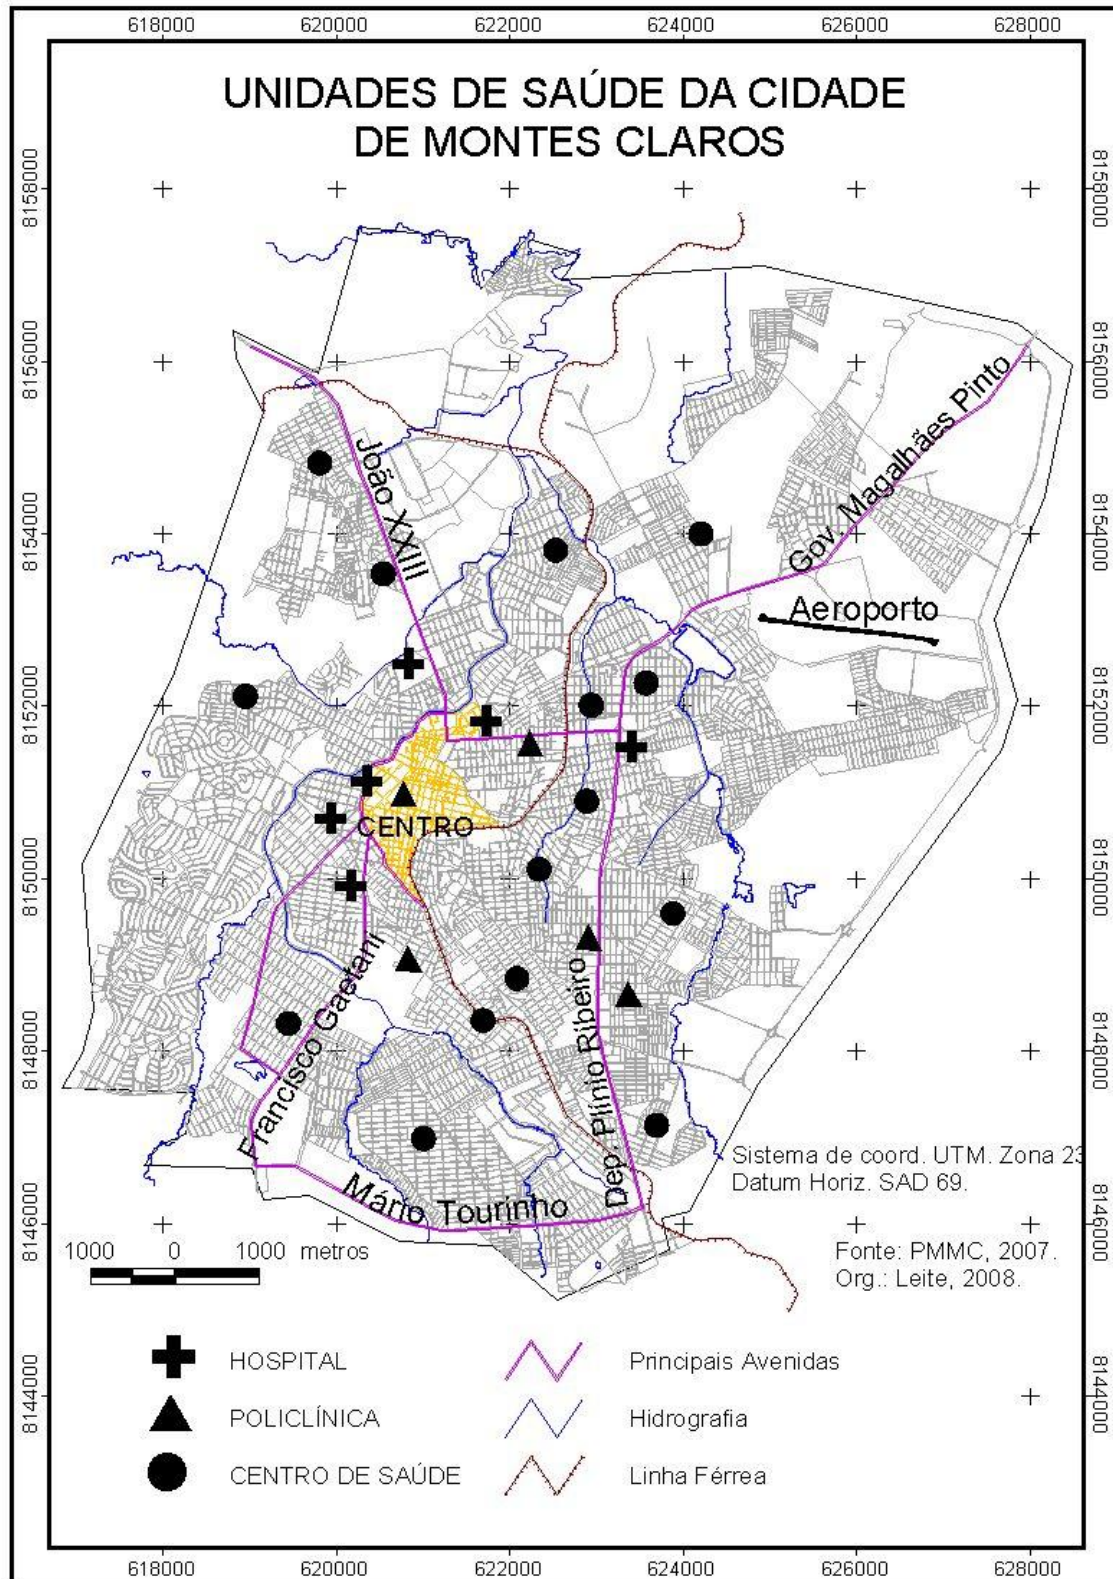 618000 620000 622000 624000 626000 628000
UNIDADES DE SAÚDE DA CIDADE
DE MONTES CLAROS
8158000 8158000
8156000 8156000
Gov. Magalhães Pinto
João XXIII
8154000 8154000
Aeroporto
8152000 8152000
CENTRO
8150000 8150000
Francisco Gaetani
Dep. Plínio Ribeiro
8148000 8148000
Sistema de coord. UTM. Zona 23
Datum Horiz. SAD 69.
Mário Tourinho
8146000 8146000
1000 0 1000 metros
Fonte: PMMC, 2007.
Org.: Leite, 2008.
HOSPITAL Principais Avenidas
8144000 8144000
POLICLÍNICA Hidrografia
CENTRO DE SAÚDE Linha Férrea
618000 620000 622000 624000 626000 628000